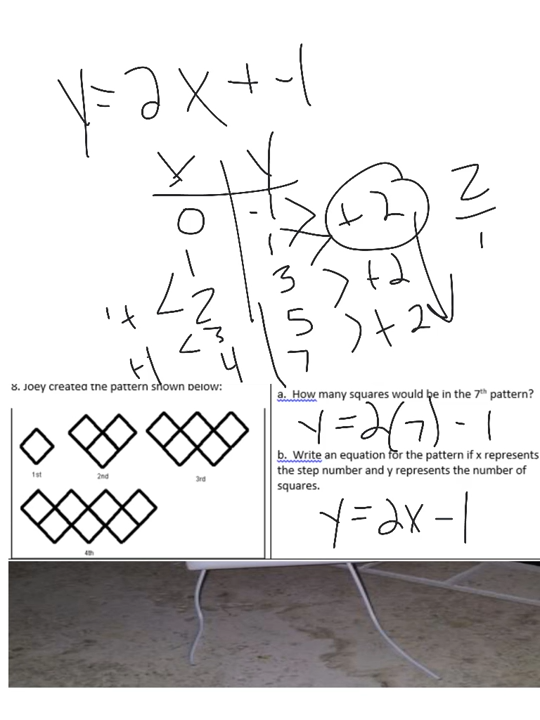 y = 2x + -1
x y
0 -1 > +2 2/1
1 1
1+ < 2 3 > +2
+1 < 3 5 > +2
4 7
8. Joey created the pattern shown below:
1st 2nd 3rd
4th
a. How many squares would be in the 7th pattern?
y = 2(7) - 1
b. Write an equation for the pattern if x represents
the step number and y represents the number of
squares.
y = 2x - 1